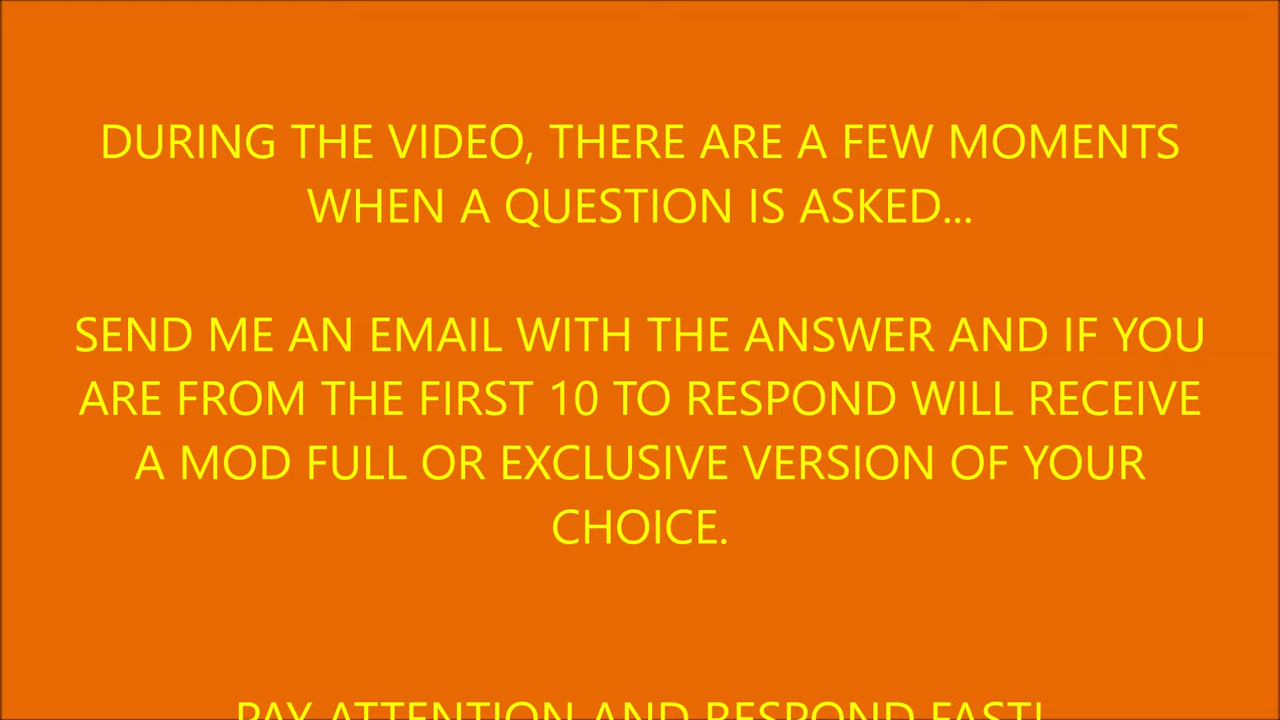 DURING THE VIDEO, THERE ARE A FEW MOMENTS
WHEN A QUESTION IS ASKED...
SEND ME AN EMAIL WITH THE ANSWER AND IF YOU
ARE FROM THE FIRST 10 TO RESPOND WILL RECEIVE
A MOD FULL OR EXCLUSIVE VERSION OF YOUR
CHOICE.
PAY ATTENTION AND RESPOND FAST!